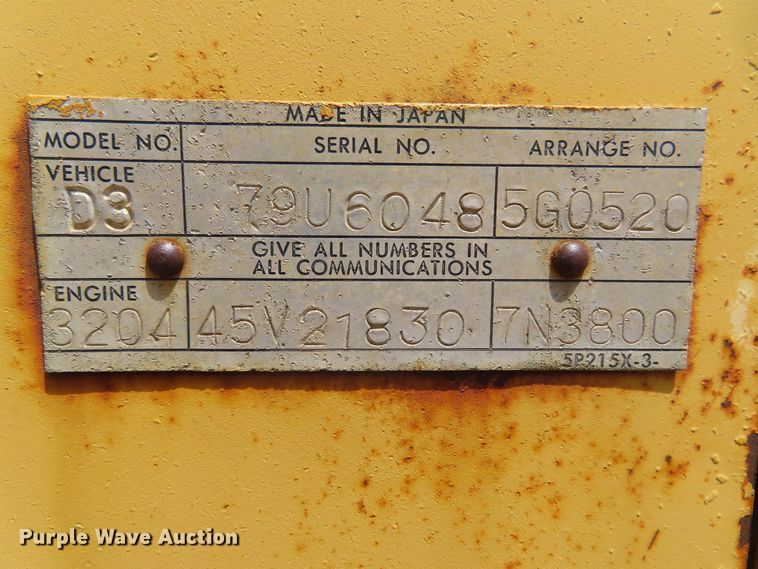 MADE IN JAPAN
MODEL NO. SERIAL NO. ARRANGE NO.
VEHICLE
D3 79U6048 5G0520
GIVE ALL NUMBERS IN
ALL COMMUNICATIONS
ENGINE
3204 45V21830 7N3800
5P215X-3-
Purple Wave Auction